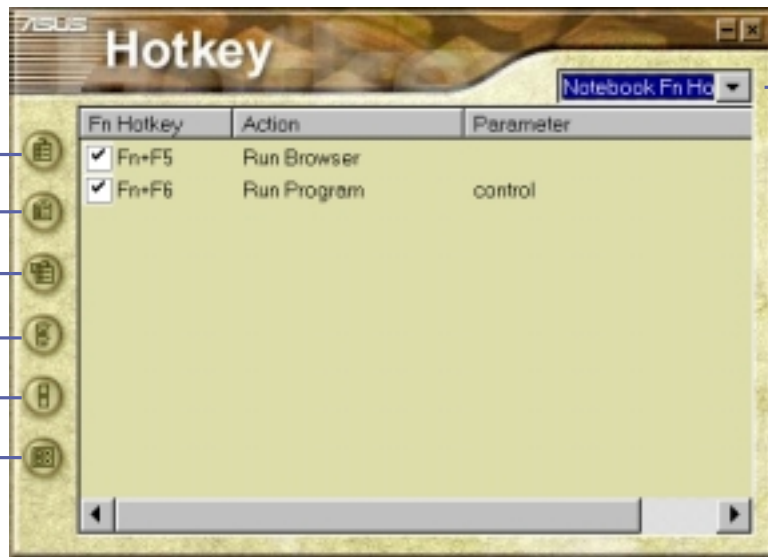 ASUS
Hotkey
Notebook Fn Ho
Fn Hotkey Action Parameter
Fn+F5 Run Browser
Fn+F6 Run Program control